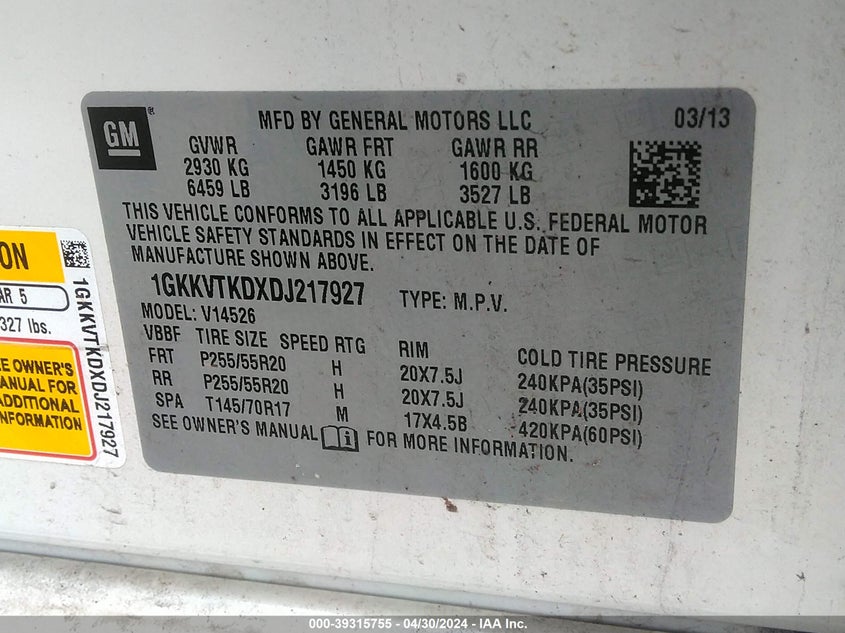 GM ®
MFD BY GENERAL MOTORS LLC 03/13
GVWR GAWR FRT GAWR RR
2930 KG 1450 KG 1600 KG
6459 LB 3196 LB 3527 LB
THIS VEHICLE CONFORMS TO ALL APPLICABLE U.S. FEDERAL MOTOR
VEHICLE SAFETY STANDARDS IN EFFECT ON THE DATE OF
MANUFACTURE SHOWN ABOVE.
1GKKVTKDXDJ217927 TYPE: M.P.V.
MODEL: V14526
VBBF TIRE SIZE SPEED RTG RIM COLD TIRE PRESSURE
FRT P255/55R20 H 20X7.5J 240KPA(35PSI)
RR P255/55R20 H 20X7.5J 240KPA(35PSI)
SPA T145/70R17 M 17X4.5B 420KPA(60PSI)
SEE OWNER'S MANUAL FOR MORE INFORMATION.
ON
AR 5
327 lbs.
EE OWNER'S
ANUAL FOR
ADDITIONAL
ORMATION
1GKKVTKDXDJ217927
000-39315755 - 04/30/2024 - IAA Inc.